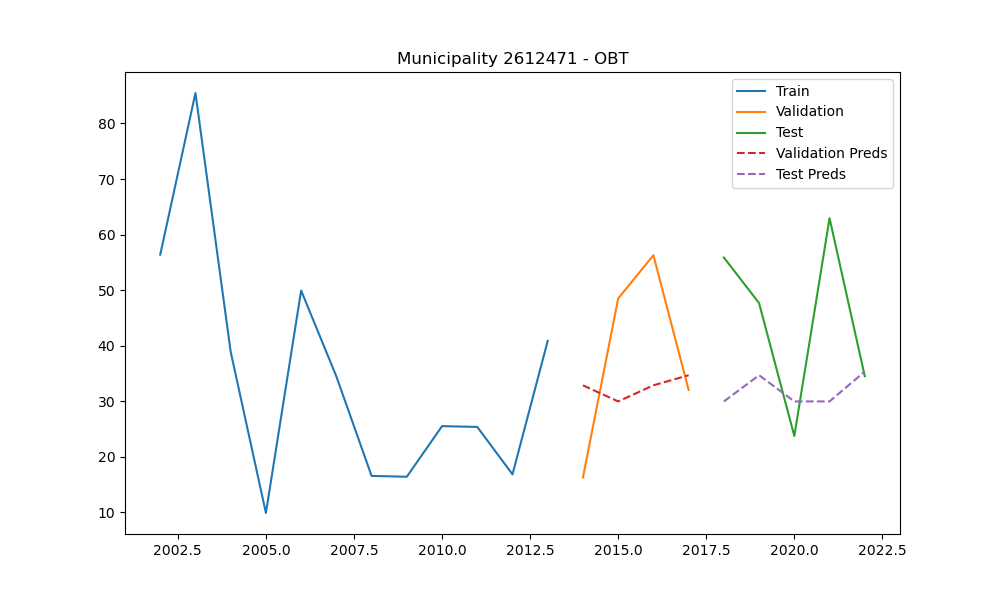 Municipality 2612471 - OBT
Train
Validation
Test
Validation Preds
Test Preds
80
70
60
50
40
30
20
10
2002.5 2005.0 2007.5 2010.0 2012.5 2015.0 2017.5 2020.0 2022.5